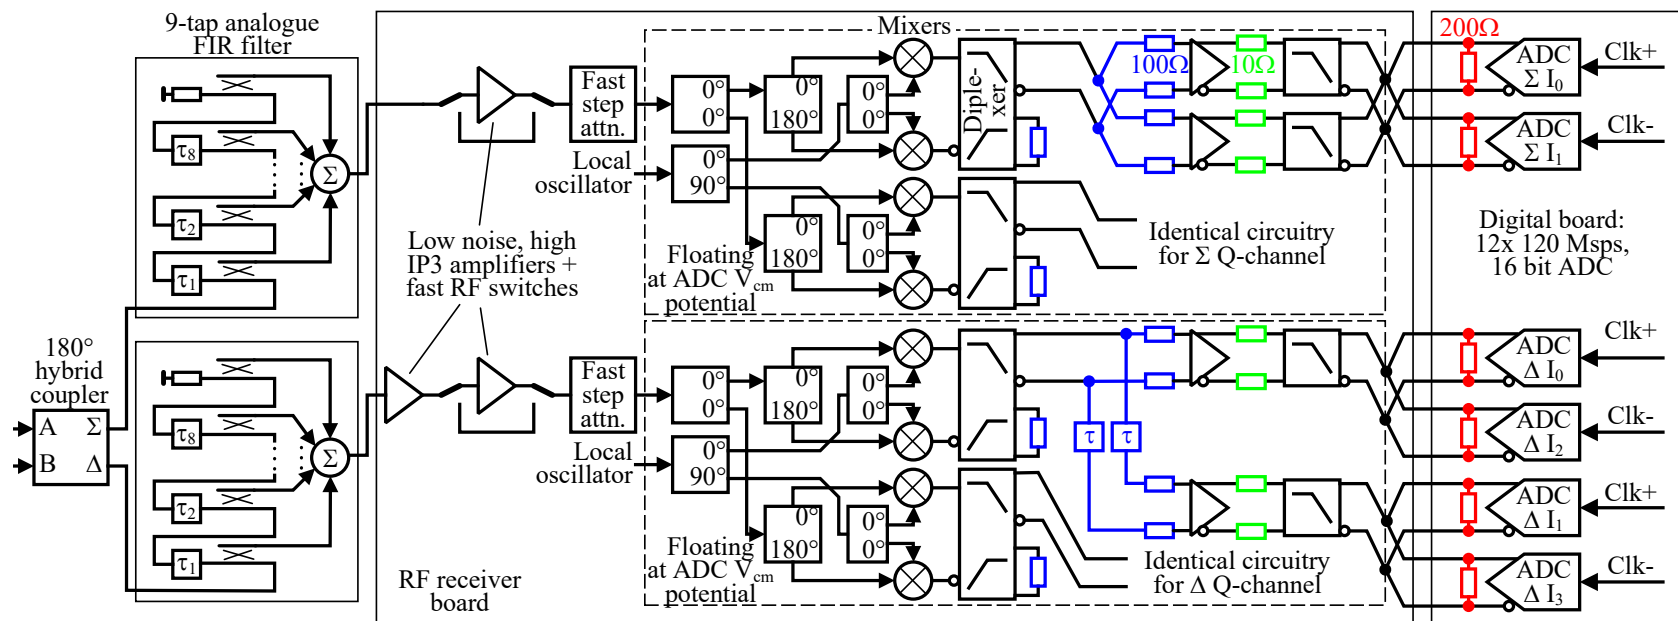 9-tap analogue
FIR filter
τ8
τ2
τ1
Σ
180°
hybrid
coupler
A Σ
B Δ
τ8
τ2
τ1
Σ
Low noise, high
IP3 amplifiers +
fast RF switches
RF receiver
board
Fast
step
attn.
Local
oscillator
0°
0°
0°
90°
Mixers
0°
180°
0°
0°
0°
180°
0°
0°
Floating
at ADC Vcm
potential
Diple-
xer
100Ω
10Ω
Identical circuitry
for Σ Q-channel
Fast
step
attn.
Local
oscillator
0°
0°
0°
90°
0°
180°
0°
0°
0°
180°
0°
0°
Floating
at ADC Vcm
potential
τ τ
Identical circuitry
for Δ Q-channel
200Ω
ADC
Σ I0
Clk+
ADC
Σ I1
Clk-
Digital board:
12x 120 Msps,
16 bit ADC
ADC
Δ I0
Clk+
ADC
Δ I2
Clk-
ADC
Δ I1
Clk+
ADC
Δ I3
Clk-